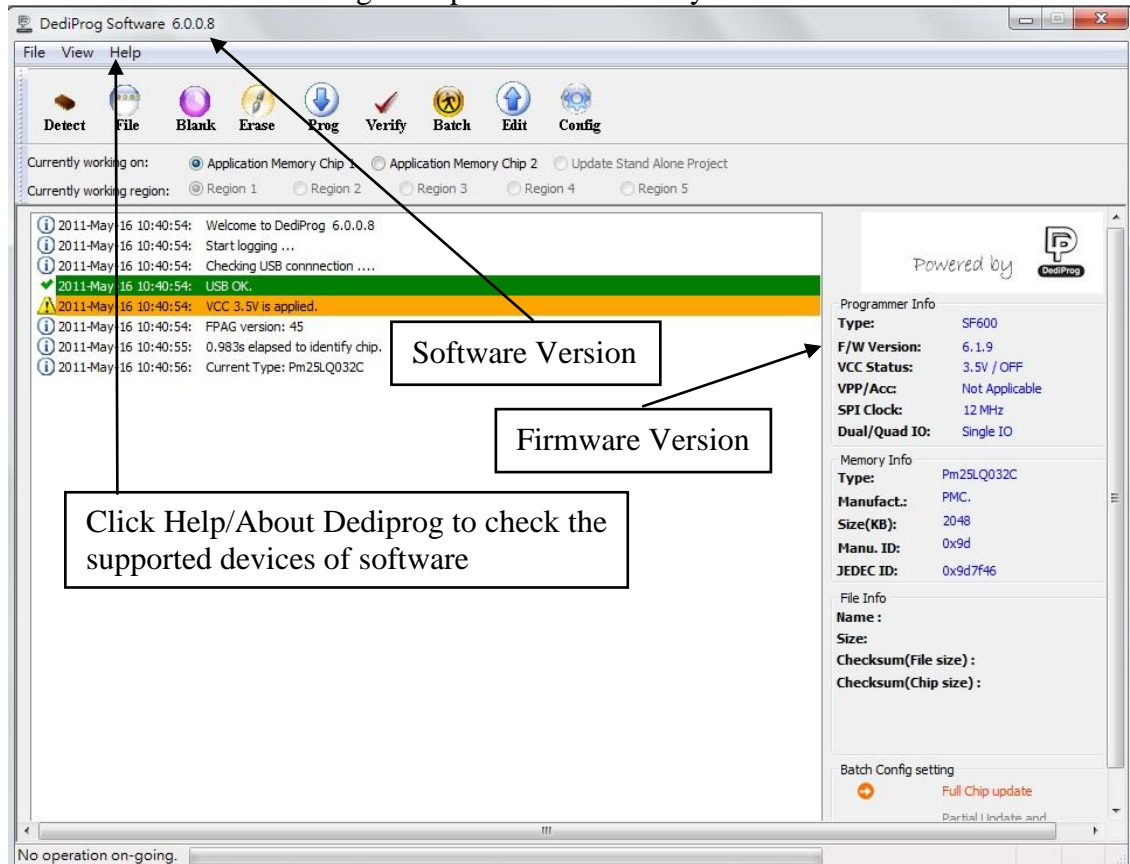 DediProg Software 6.0.0.8
File View Help
Detect File Blank Erase Prog Verify Batch Edit Config
Currently working on: Application Memory Chip 1 Application Memory Chip 2 Update Stand Alone Project
Currently working region: Region 1 Region 2 Region 3 Region 4 Region 5
2011-May-16 10:40:54: Welcome to DediProg 6.0.0.8
2011-May-16 10:40:54: Start logging ...
2011-May-16 10:40:54: Checking USB connnection ....
2011-May-16 10:40:54: USB OK.
2011-May-16 10:40:54: VCC 3.5V is applied.
2011-May-16 10:40:54: FPAG version: 45
2011-May-16 10:40:55: 0.983s elapsed to identify chip.
2011-May-16 10:40:56: Current Type: Pm25LQ032C
Software Version
Firmware Version
Click Help/About Dediprog to check the
supported devices of software
Powered by DediProg
Programmer Info
Type: SF600
F/W Version: 6.1.9
VCC Status: 3.5V / OFF
VPP/Acc: Not Applicable
SPI Clock: 12 MHz
Dual/Quad IO: Single IO
Memory Info
Type: Pm25LQ032C
Manufact.: PMC.
Size(KB): 2048
Manu. ID: 0x9d
JEDEC ID: 0x9d7f46
File Info
Name :
Size:
Checksum(File size) :
Checksum(Chip size) :
Batch Config setting
Full Chip update
Partial Update and
No operation on-going.